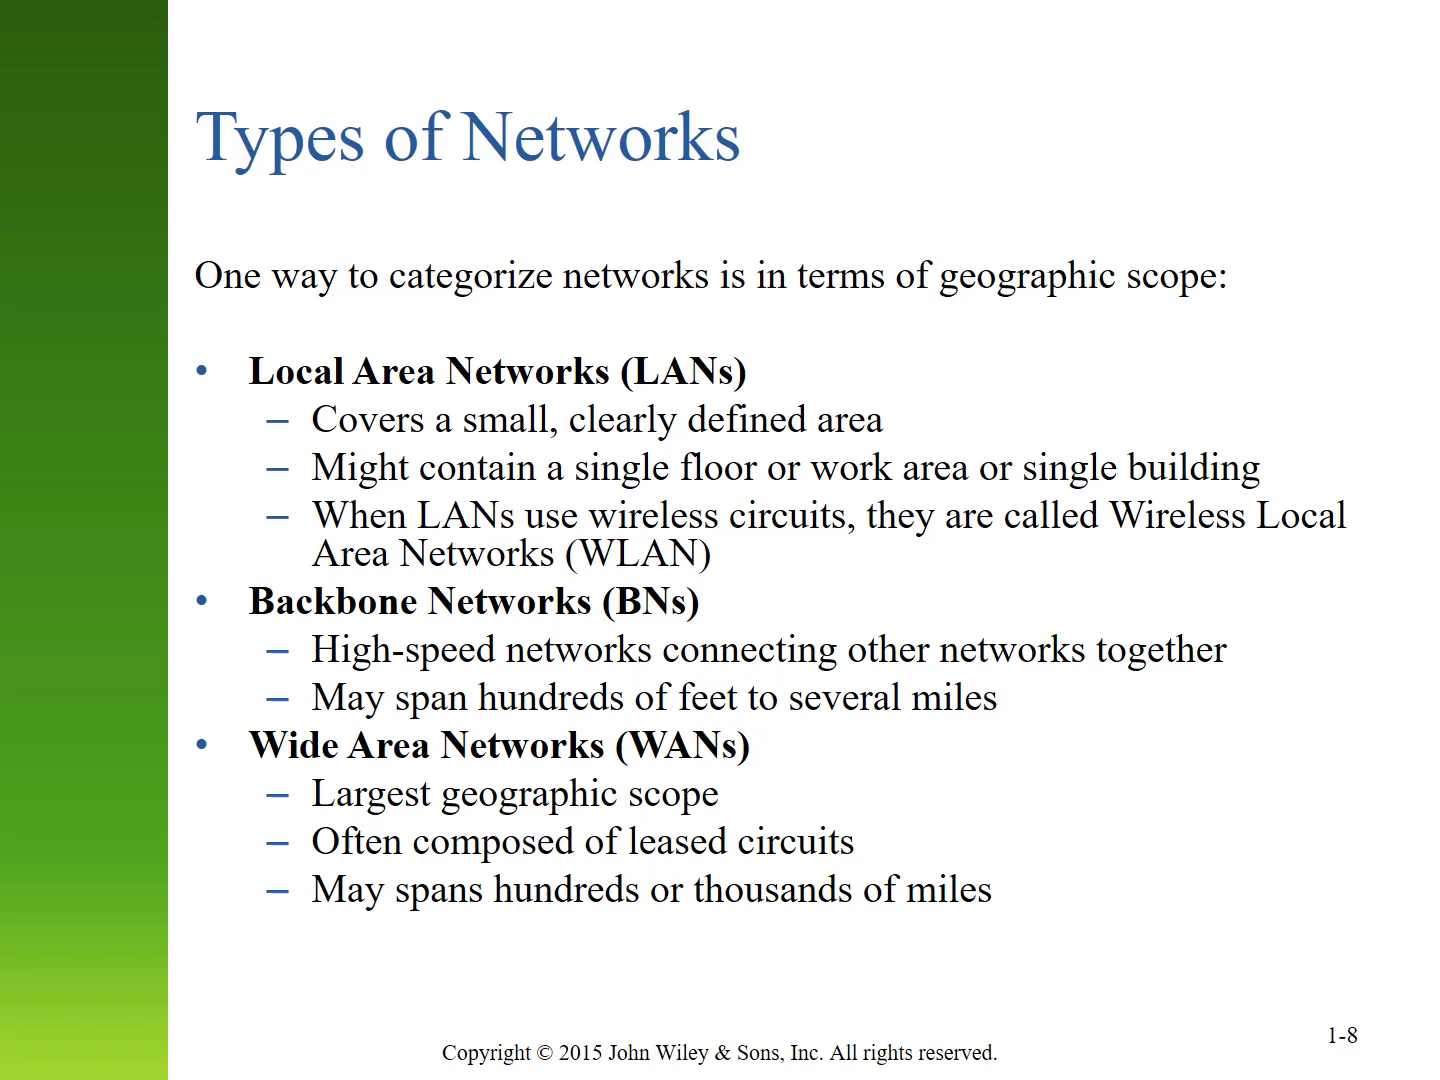 Types of Networks
One way to categorize networks is in terms of geographic scope:
• Local Area Networks (LANs)
– Covers a small, clearly defined area
– Might contain a single floor or work area or single building
– When LANs use wireless circuits, they are called Wireless Local
Area Networks (WLAN)
• Backbone Networks (BNs)
– High-speed networks connecting other networks together
– May span hundreds of feet to several miles
• Wide Area Networks (WANs)
– Largest geographic scope
– Often composed of leased circuits
– May spans hundreds or thousands of miles
1-8
Copyright © 2015 John Wiley & Sons, Inc. All rights reserved.